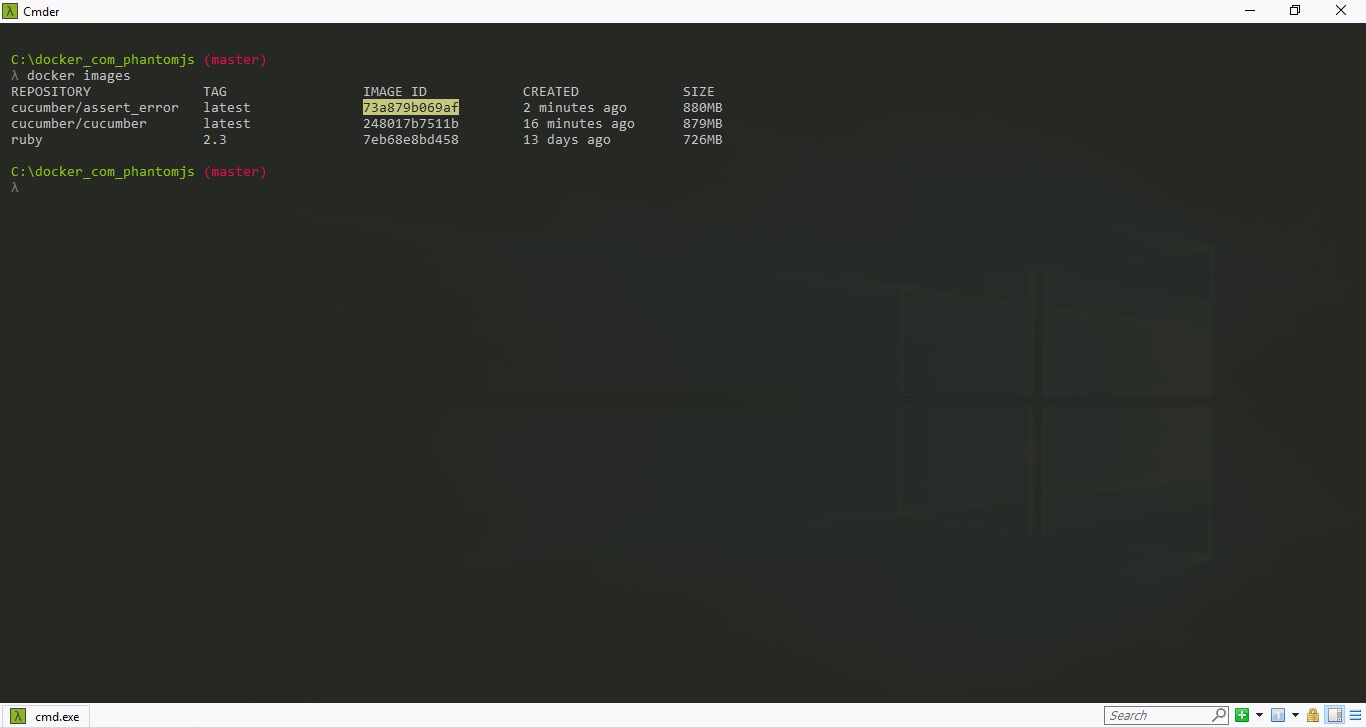 Cmder
C:\docker_com_phantomjs (master)
λ docker images
REPOSITORY TAG IMAGE ID CREATED SIZE
cucumber/assert_error latest 73a879b069af 2 minutes ago 880MB
cucumber/cucumber latest 248017b7511b 16 minutes ago 879MB
ruby 2.3 7eb68e8bd458 13 days ago 726MB
C:\docker_com_phantomjs (master)
λ
cmd.exe
Search